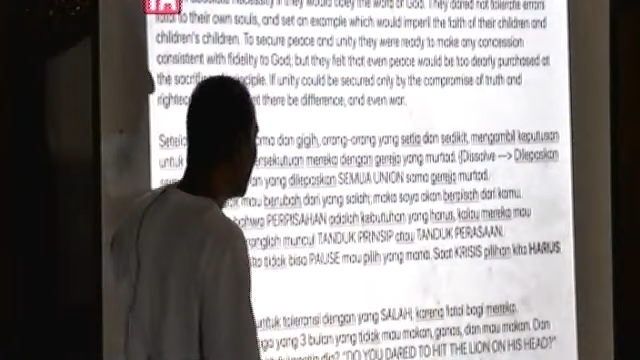 absolute necessity if they would obey the word of God. They dared not tolerate errors
fatal to their own souls, and set an example which would imperil the faith of their children and
children's children. To secure peace and unity they were ready to make any concession
consistent with fidelity to God; but they felt that even peace would be too dearly purchased at
the sacrifice principle. If unity could be secured only by the compromise of truth and
there be difference, and even war.
dan gigih, orang-orang yang setia dan sedikit, mengambil keputusan
untuk persekutuan mereka dengan gereja yang murtad. (Dissolve --> Dilepaskan
yang dilepaskan SEMUA UNION sama gereja murtad.
mau berubah dari yang salah; maka saya akan berpisah dari kamu.
bahwa PERPISAHAN adalah kebutuhan yang harus, kalau mereka mau
muncul TANDUK PRINSIP atau TANDUK PERASAAN.
tidak bisa PAUSE mau pilih yang mana. Saat KRISIS pilihan kita HARUS
untuk toleransi dengan yang SALAH, karena fatal bagi mereka.
yang 3 bulan yang tidak mau makan, ganas, dan mau makan. Dan
"DO YOU DARED TO HIT THE LION ON HIS HEAD?"